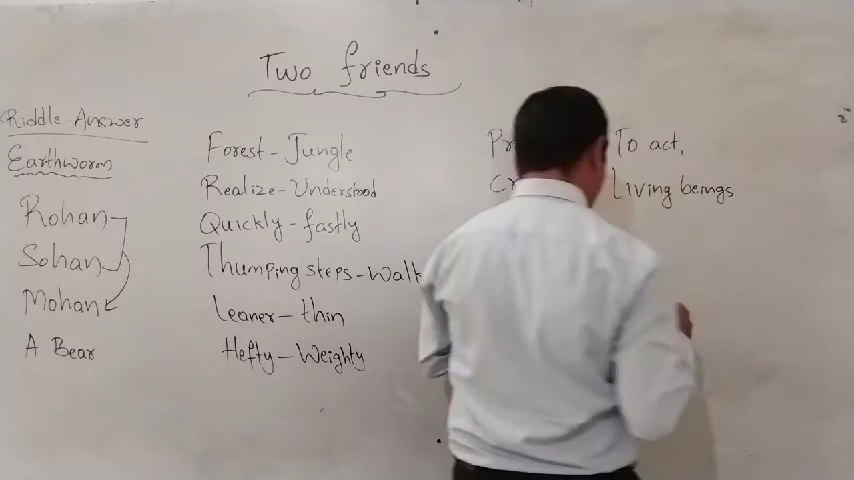 Two friends
Riddle-Answer
Earthworm
Rohan
Sohan
Mohan
A Bear
Forest - Jungle
Realize - Understood
Quickly - fastly
Thumping steps - Walk
Leaner - thin
Hefty - Weighty
To act,
Living beings